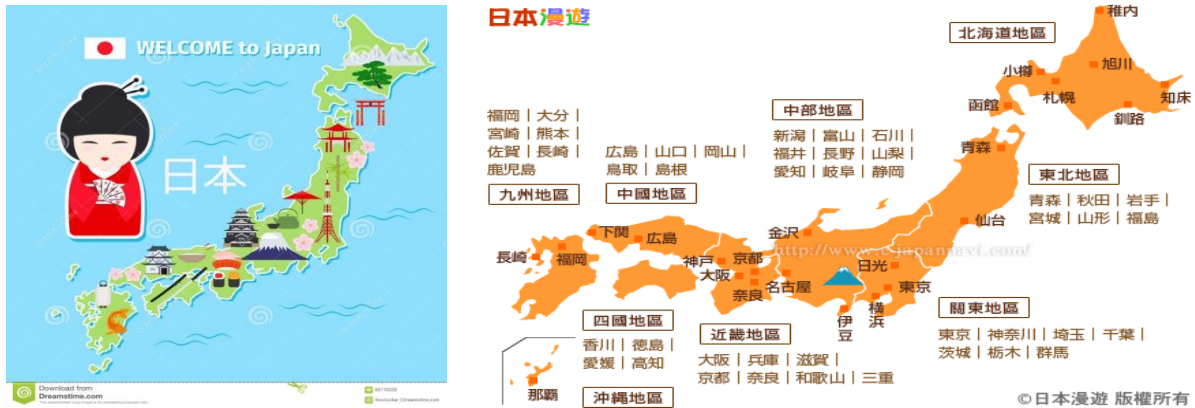 WELCOME to Japan
日本
Download from
Dreamstime.com
日本漫遊
北海道地區
稚内
旭川
小樽
札幌
知床
函館
釧路
中部地區
新潟｜富山｜石川｜
福井｜長野｜山梨｜
愛知｜岐阜｜静岡
福岡｜大分｜
宮崎｜熊本｜
佐賀｜長崎｜
鹿児島
九州地區
広島｜山口｜岡山｜
鳥取｜島根
中國地區
青森
東北地區
青森｜秋田｜岩手｜
宮城｜山形｜福島
仙台
金沢
http://www.e-japannavi.com/
下関
広島
長崎
福岡
神戸
京都
大阪
奈良
名古屋
日光
東京
横浜
伊豆
關東地區
東京｜神奈川｜埼玉｜千葉｜
茨城｜栃木｜群馬
四國地區
香川｜徳島｜
愛媛｜高知
近畿地區
大阪｜兵庫｜滋賀｜
京都｜奈良｜和歌山｜三重
那覇
沖縄地區
©日本漫遊 版權所有